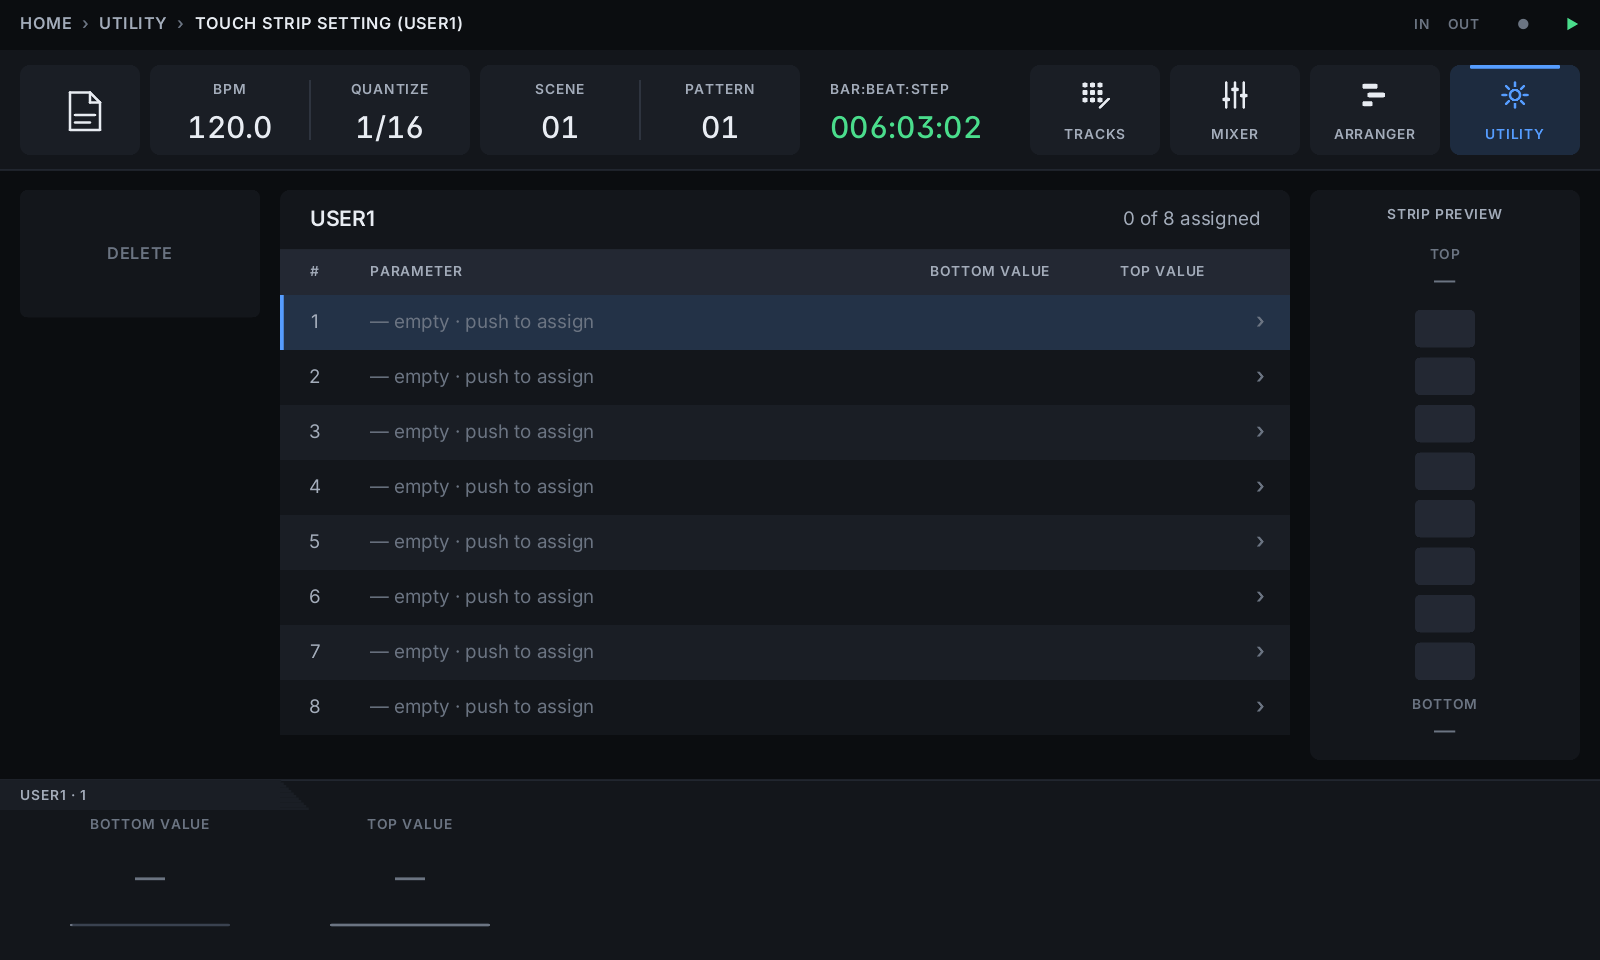 HOME › UTILITY › TOUCH STRIP SETTING (USER1)
IN OUT
BPM QUANTIZE SCENE PATTERN BAR:BEAT:STEP
120.0 1/16 01 01 006:03:02
TRACKS MIXER ARRANGER UTILITY
DELETE
USER1 0 of 8 assigned
# PARAMETER BOTTOM VALUE TOP VALUE
1 — empty · push to assign ›
2 — empty · push to assign ›
3 — empty · push to assign ›
4 — empty · push to assign ›
5 — empty · push to assign ›
6 — empty · push to assign ›
7 — empty · push to assign ›
8 — empty · push to assign ›
STRIP PREVIEW
TOP
—
BOTTOM
—
USER1 · 1
BOTTOM VALUE TOP VALUE
— —